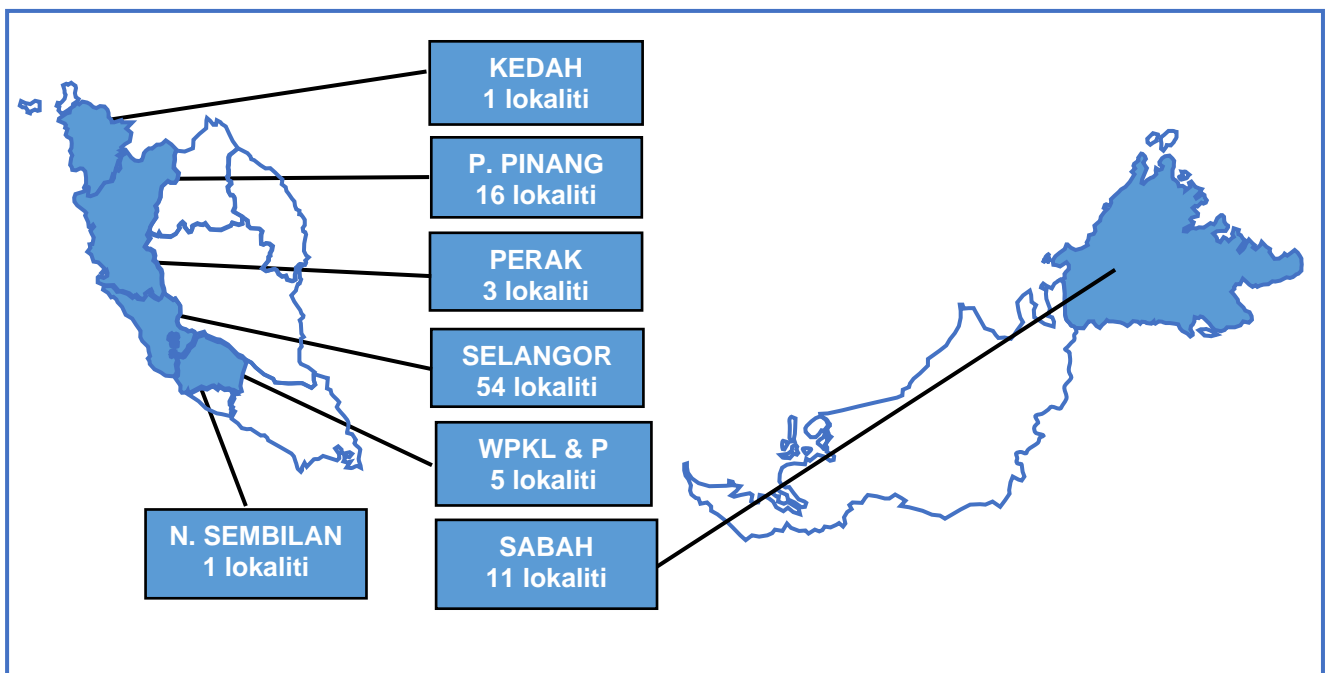 KEDAH
1 lokaliti
P. PINANG
16 lokaliti
PERAK
3 lokaliti
SELANGOR
54 lokaliti
WPKL & P
5 lokaliti
N. SEMBILAN
1 lokaliti
SABAH
11 lokaliti